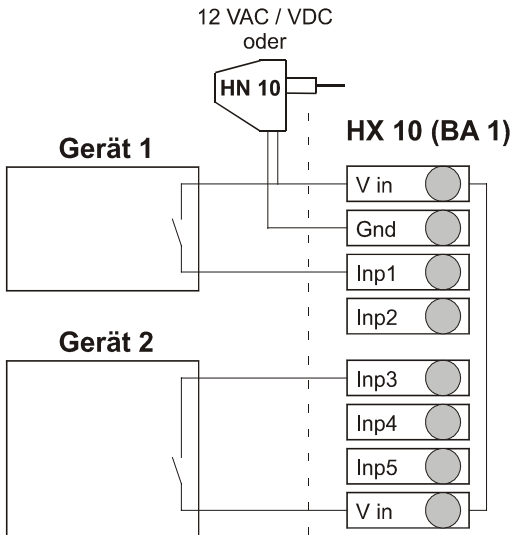 12 VAC / VDC
oder
HN 10
HX 10 (BA 1)
Gerät 1
V in
Gnd
Inp1
Inp2
Gerät 2
Inp3
Inp4
Inp5
V in